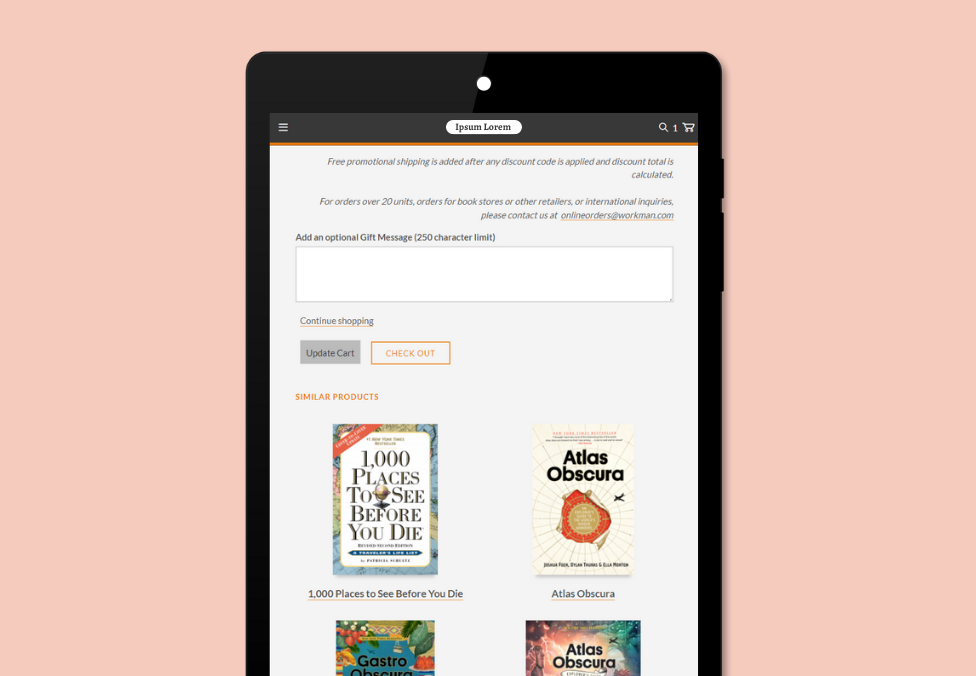 Ipsum Lorem
1
Free promotional shipping is added after any discount code is applied and discount total is
calculated.
For orders over 20 units, orders for book stores or other retailers, or international inquiries,
please contact us at onlineorders@workman.com
Add an optional Gift Message (250 character limit)
Continue shopping
Update Cart
CHECK OUT
SIMILAR PRODUCTS
#1 NEW YORK TIMES
BESTSELLER
1,000
PLACES
TO SEE
BEFORE
YOU DIE
REVISED SECOND EDITION
A TRAVELER'S LIFE LIST
by PATRICIA SCHULTZ
Atlas
Obscura
JOSHUA FOER, DYLAN THURAS & ELLA MORTON
1,000 Places to See Before You Die
Atlas Obscura
Gastro
Obscura
Atlas
Obscura